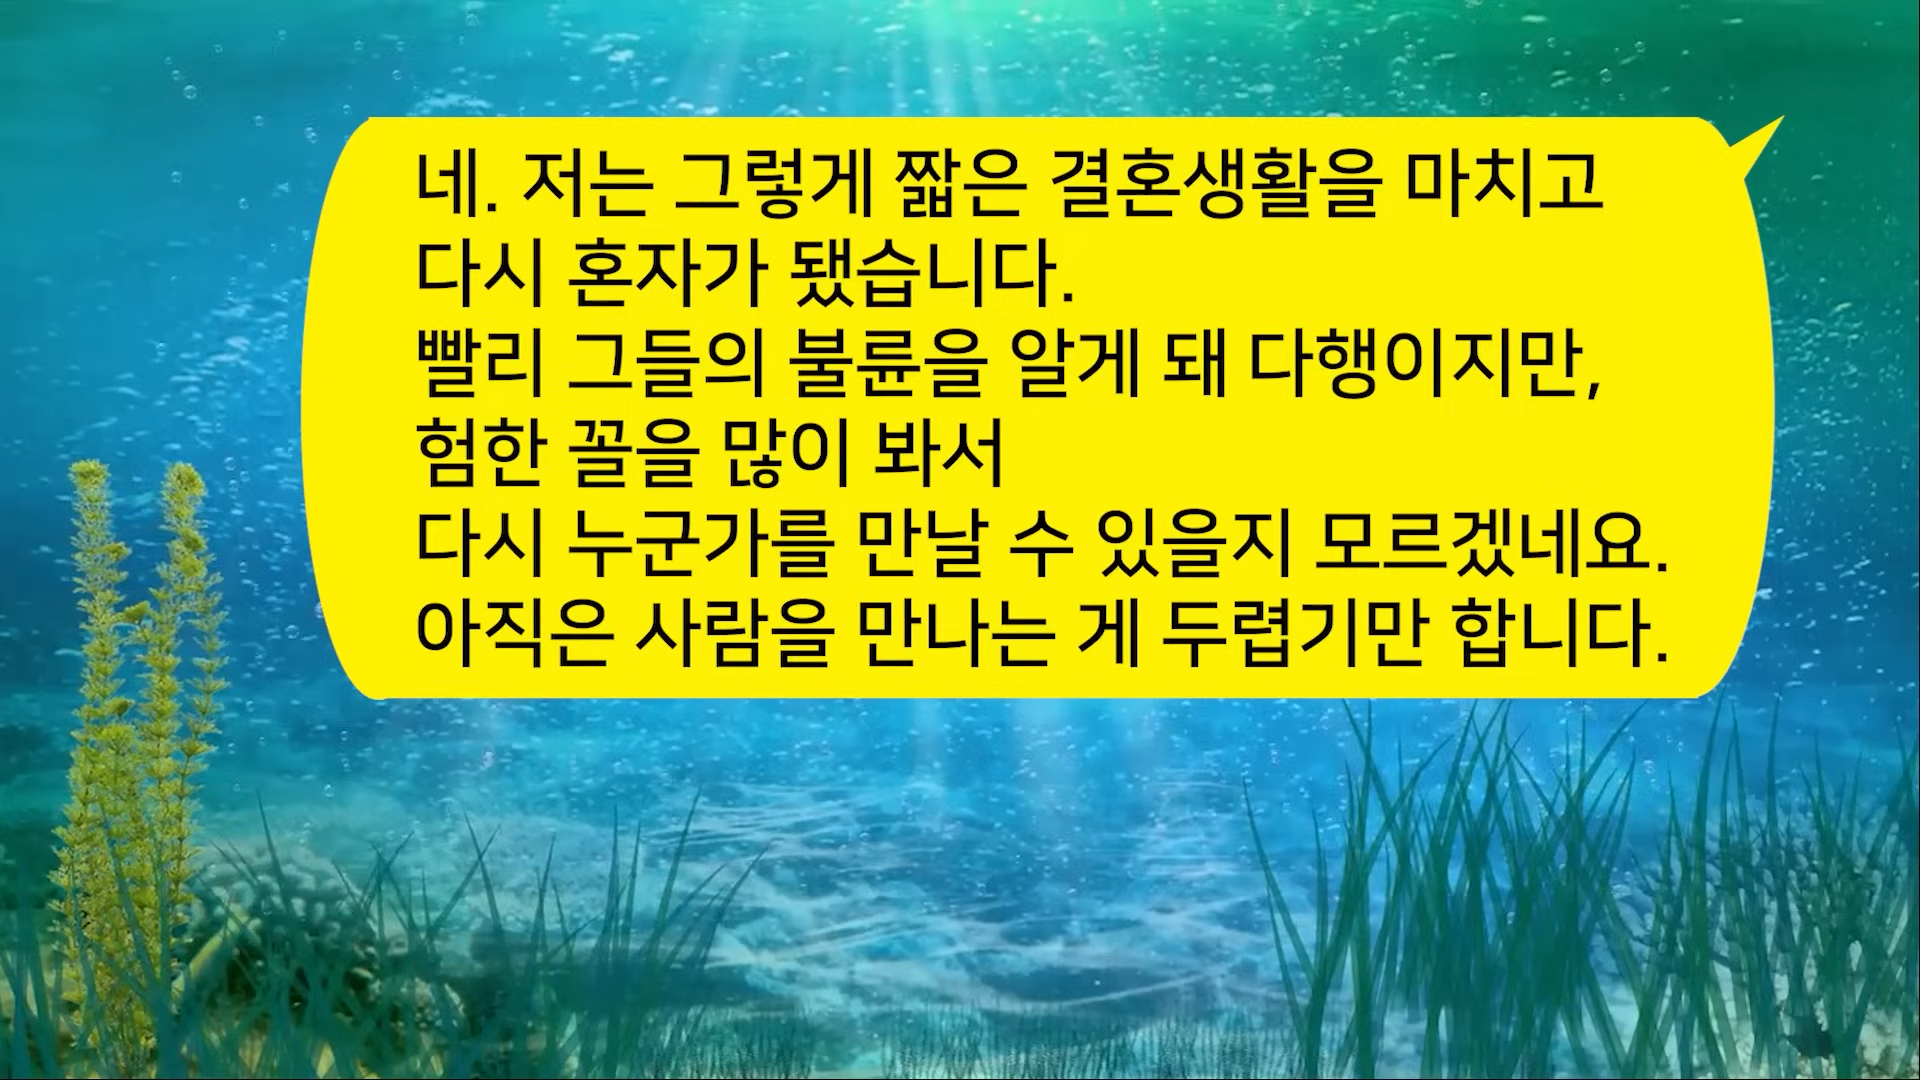 네. 저는 그렇게 짧은 결혼생활을 마치고
다시 혼자가 됐습니다.
빨리 그들의 불륜을 알게 돼 다행이지만,
험한 꼴을 많이 봐서
다시 누군가를 만날 수 있을지 모르겠네요.
아직은 사람을 만나는 게 두렵기만 합니다.